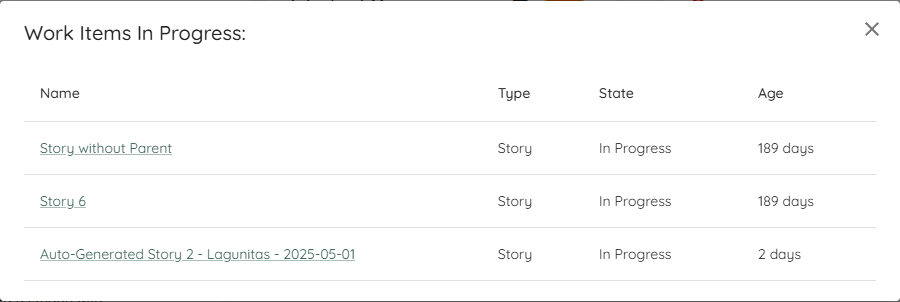 Work Items In Progress:
Name Type State Age
Story without Parent Story In Progress 189 days
Story 6 Story In Progress 189 days
Auto-Generated Story 2 - Lagunitas - 2025-05-01 Story In Progress 2 days